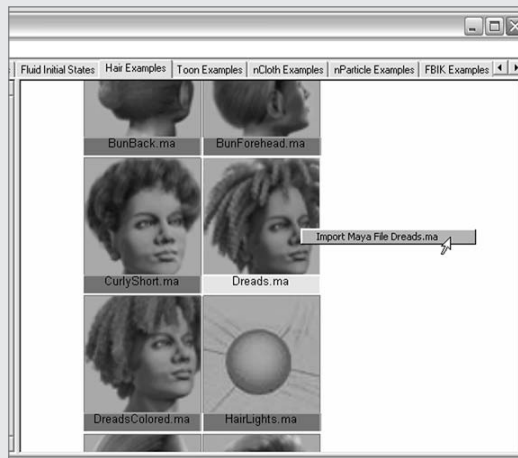 Fluid Initial States Hair Examples Toon Examples nCloth Examples nParticle Examples FBIK Examples
BunBack.ma BunForehead.ma
Import Maya File Dreads.ma
CurlyShort.ma Dreads.ma
DreadsColored.ma HairLights.ma